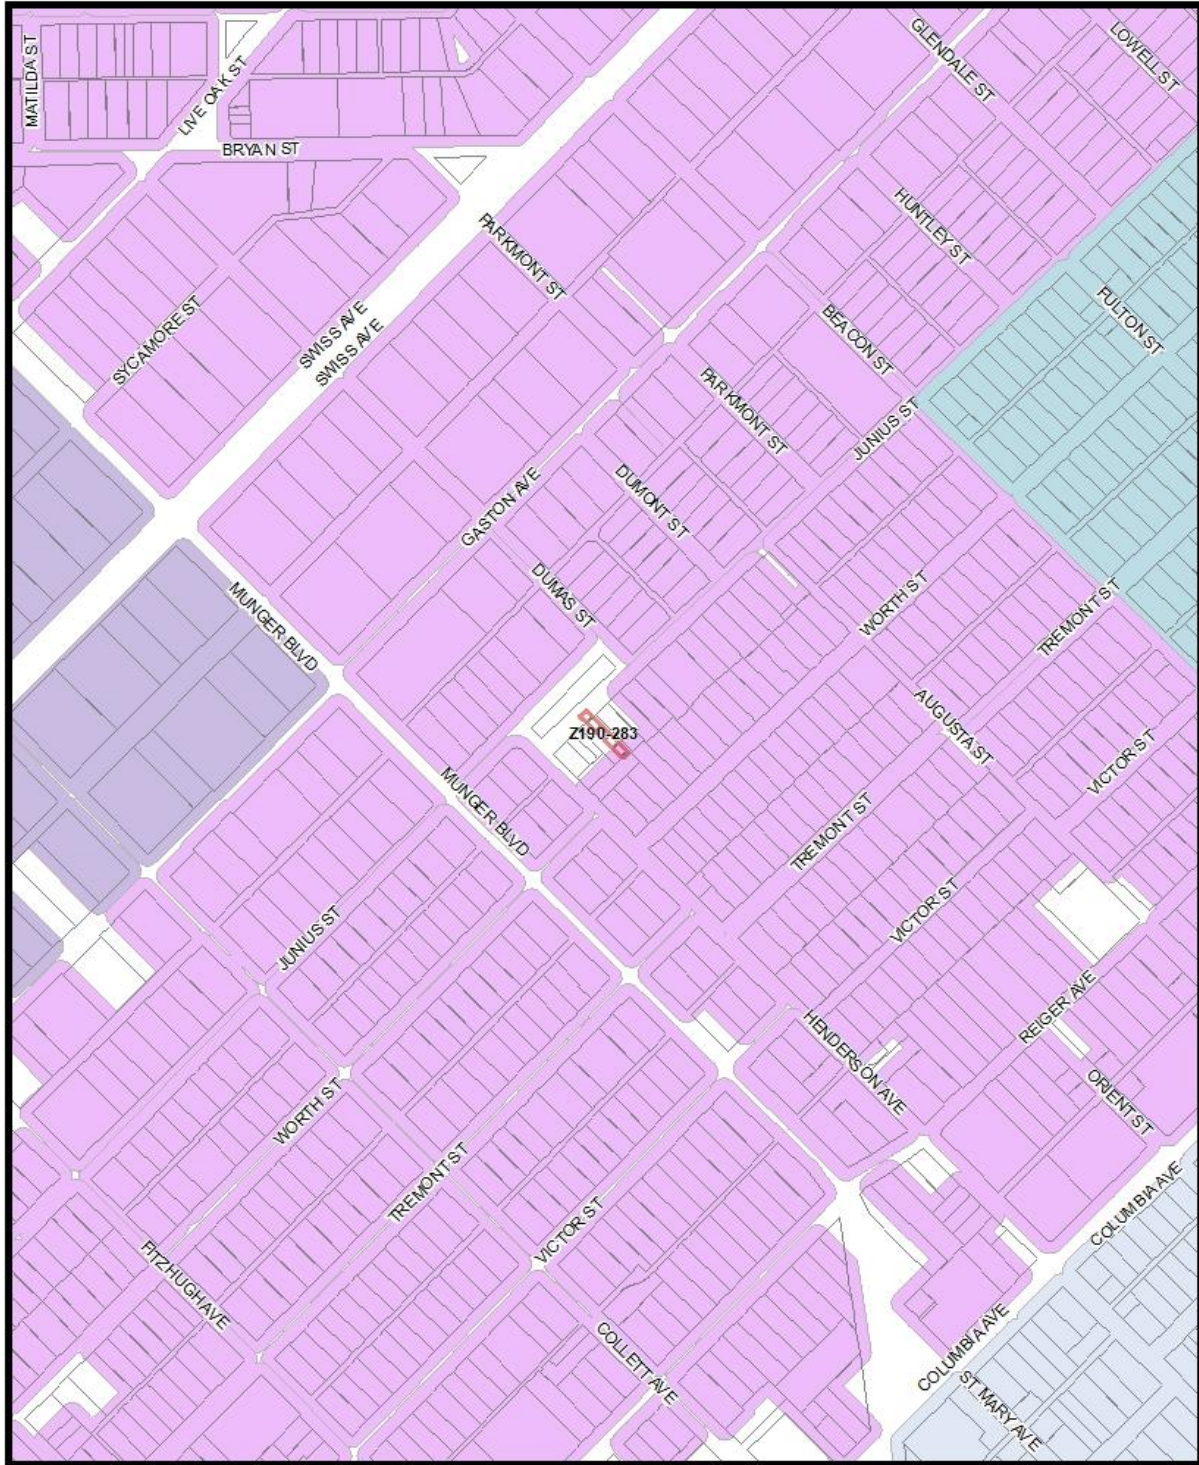 GLENDALE ST
LOWELL ST
MATILDA ST
LIVE OAK ST
BRYAN ST
PARKMONT ST
HUNTLEY ST
FULTON ST
SYCAMORE ST
SWISS AVE
SWISS AVE
BEACON ST
PARKMONT ST
JUNIUS ST
GASTON AVE
DUMONT ST
DUMAS ST
WORTH ST
TREMONT ST
MUNGER BLVD
AUGUSTA ST
Z190-283
VICTOR ST
MUNGER BLVD
TREMONT ST
VICTOR ST
JUNIUS ST
REIGER AVE
HENDERSON AVE
ORIENT ST
WORTH ST
TREMONT ST
COLUMBIA AVE
VICTOR ST
FITZHUGH AVE
COLLETT AVE
COLUMBIA AVE
ST MARY AVE